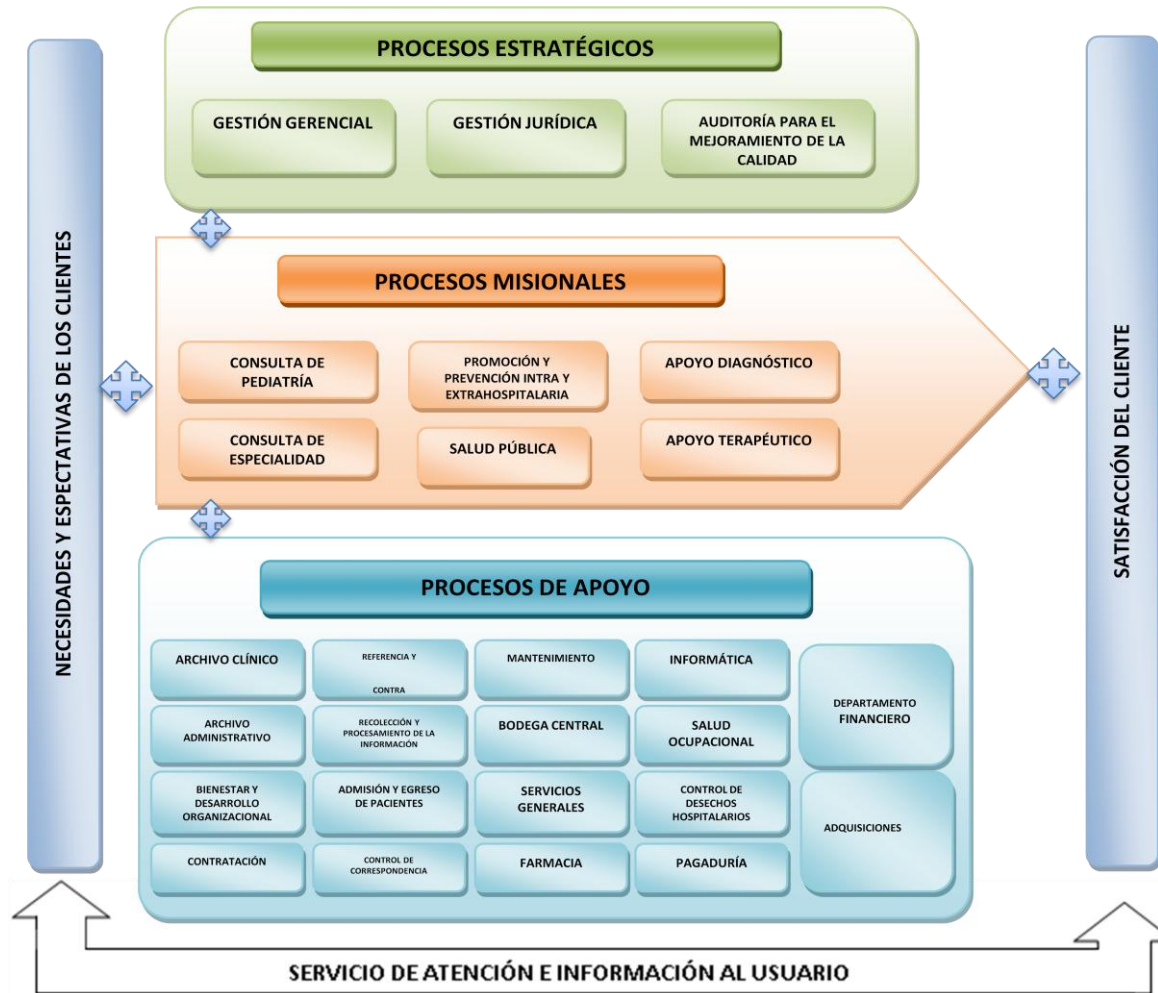 PROCESOS ESTRATÉGICOS
GESTIÓN GERENCIAL
GESTIÓN JURÍDICA
AUDITORÍA PARA EL
MEJORAMIENTO DE LA
CALIDAD
NECESIDADES Y ESPECTATIVAS DE LOS CLIENTES
PROCESOS MISIONALES
CONSULTA DE
PEDIATRÍA
PROMOCIÓN Y
PREVENCIÓN INTRA Y
EXTRAHOSPITALARIA
APOYO DIAGNÓSTICO
CONSULTA DE
ESPECIALIDAD
SALUD PÚBLICA
APOYO TERAPÉUTICO
SATISFACCIÓN DEL CLIENTE
PROCESOS DE APOYO
ARCHIVO CLÍNICO
REFERENCIA Y
CONTRA
MANTENIMIENTO
INFORMÁTICA
DEPARTAMENTO
FINANCIERO
ARCHIVO
ADMINISTRATIVO
RECOLECCIÓN Y
PROCESAMIENTO DE LA
INFORMACIÓN
BODEGA CENTRAL
SALUD
OCUPACIONAL
BIENESTAR Y
DESARROLLO
ORGANIZACIONAL
ADMISIÓN Y EGRESO
DE PACIENTES
SERVICIOS
GENERALES
CONTROL DE
DESECHOS
HOSPITALARIOS
ADQUISICIONES
CONTRATACIÓN
CONTROL DE
CORRESPONDENCIA
FARMACIA
PAGADURÍA
SERVICIO DE ATENCIÓN E INFORMACIÓN AL USUARIO